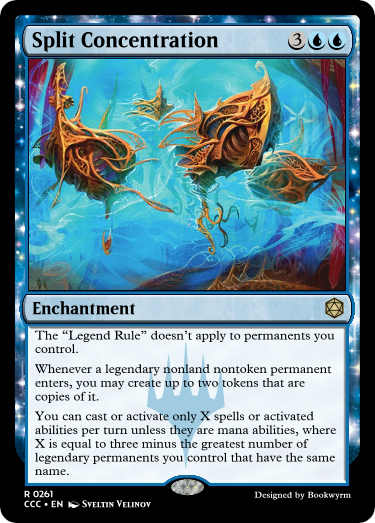 Split Concentration 3
Enchantment
The “Legend Rule” doesn’t apply to permanents you
control.
Whenever a legendary nonland nontoken permanent
enters, you may create up to two tokens that are
copies of it.
You can cast or activate only X spells or activated
abilities per turn unless they are mana abilities, where
X is equal to three minus the greatest number of
legendary permanents you control that have the same
name.
R 0261
CCC • EN Sveltin Velinov
Designed by Bookwyrm